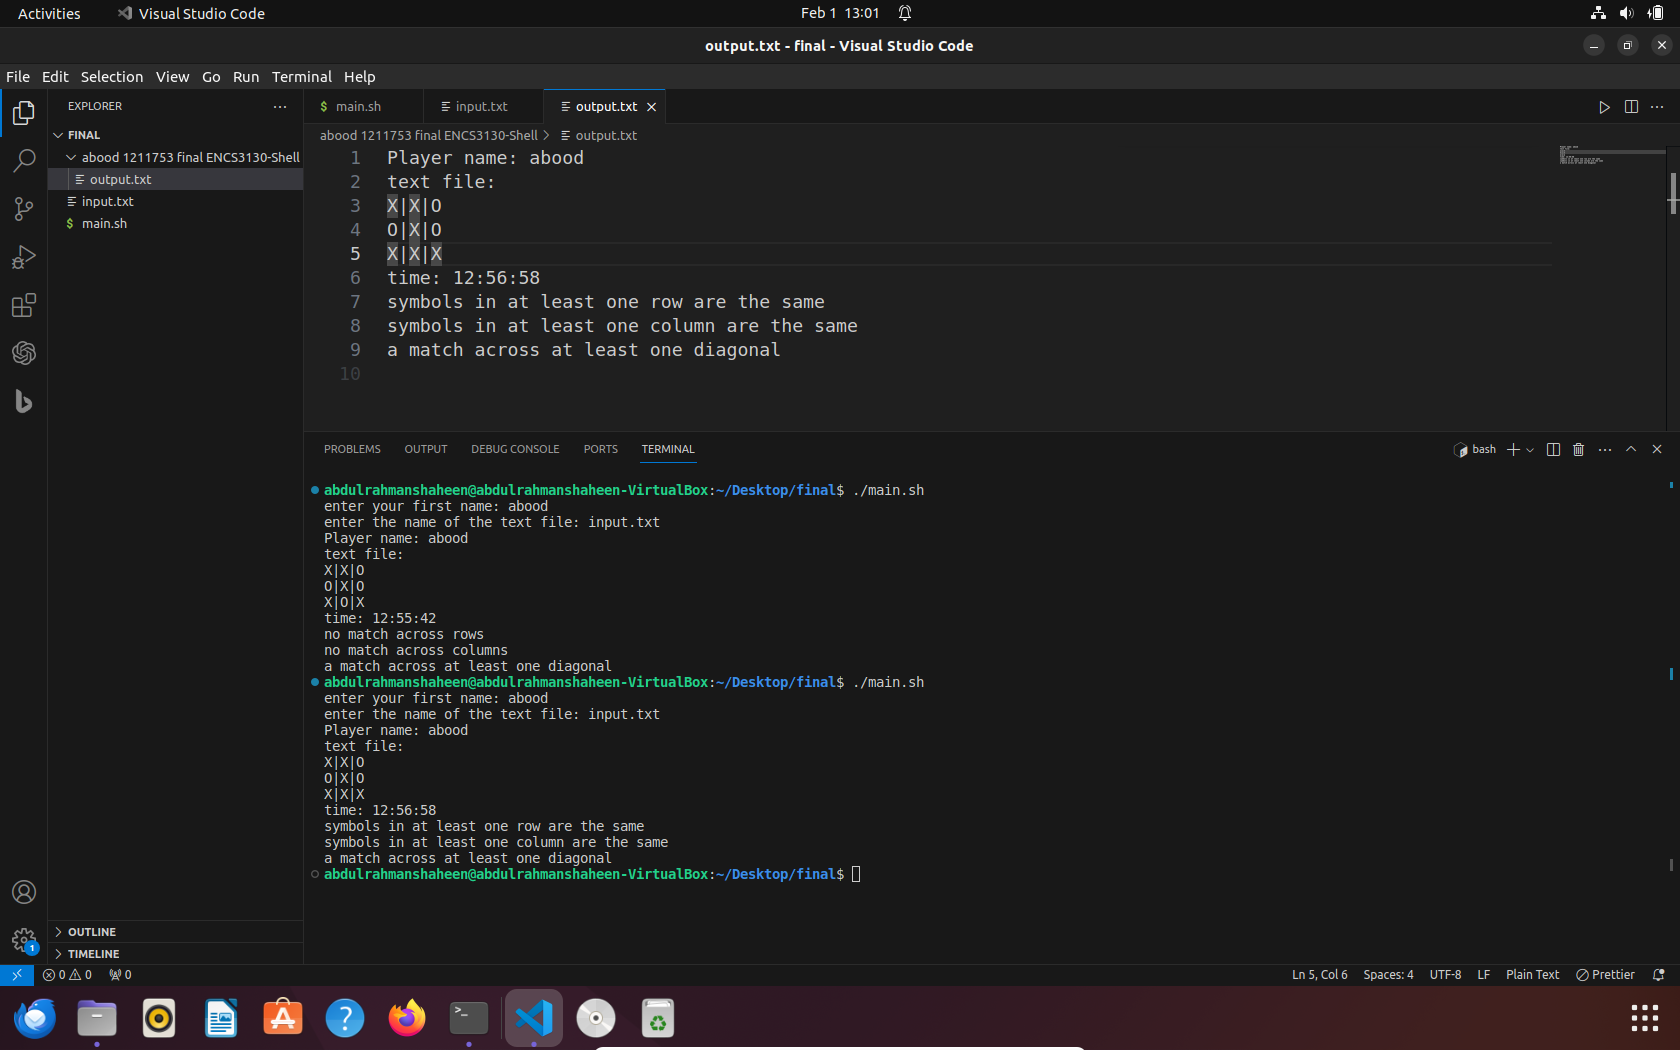 Activities
Visual Studio Code
Feb 1 13:01
output.txt - final - Visual Studio Code
File Edit Selection View Go Run Terminal Help
EXPLORER
FINAL
abood 1211753 final ENCS3130-Shell
output.txt
input.txt
main.sh
OUTLINE
TIMELINE
$ main.sh
input.txt
output.txt
abood 1211753 final ENCS3130-Shell > output.txt
1 Player name: abood
2 text file:
3 X|X|O
4 O|X|O
5 X|X|X
6 time: 12:56:58
7 symbols in at least one row are the same
8 symbols in at least one column are the same
9 a match across at least one diagonal
10
PROBLEMS OUTPUT DEBUG CONSOLE PORTS TERMINAL
bash
abdulrahmanshaheen@abdulrahmanshaheen-VirtualBox:~/Desktop/final$ ./main.sh
enter your first name: abood
enter the name of the text file: input.txt
Player name: abood
text file:
X|X|O
O|X|O
X|O|X
time: 12:55:42
no match across rows
no match across columns
a match across at least one diagonal
abdulrahmanshaheen@abdulrahmanshaheen-VirtualBox:~/Desktop/final$ ./main.sh
enter your first name: abood
enter the name of the text file: input.txt
Player name: abood
text file:
X|X|O
O|X|O
X|X|X
time: 12:56:58
symbols in at least one row are the same
symbols in at least one column are the same
a match across at least one diagonal
abdulrahmanshaheen@abdulrahmanshaheen-VirtualBox:~/Desktop/final$
1
0 0 0
Ln 5, Col 6 Spaces: 4 UTF-8 LF Plain Text Prettier